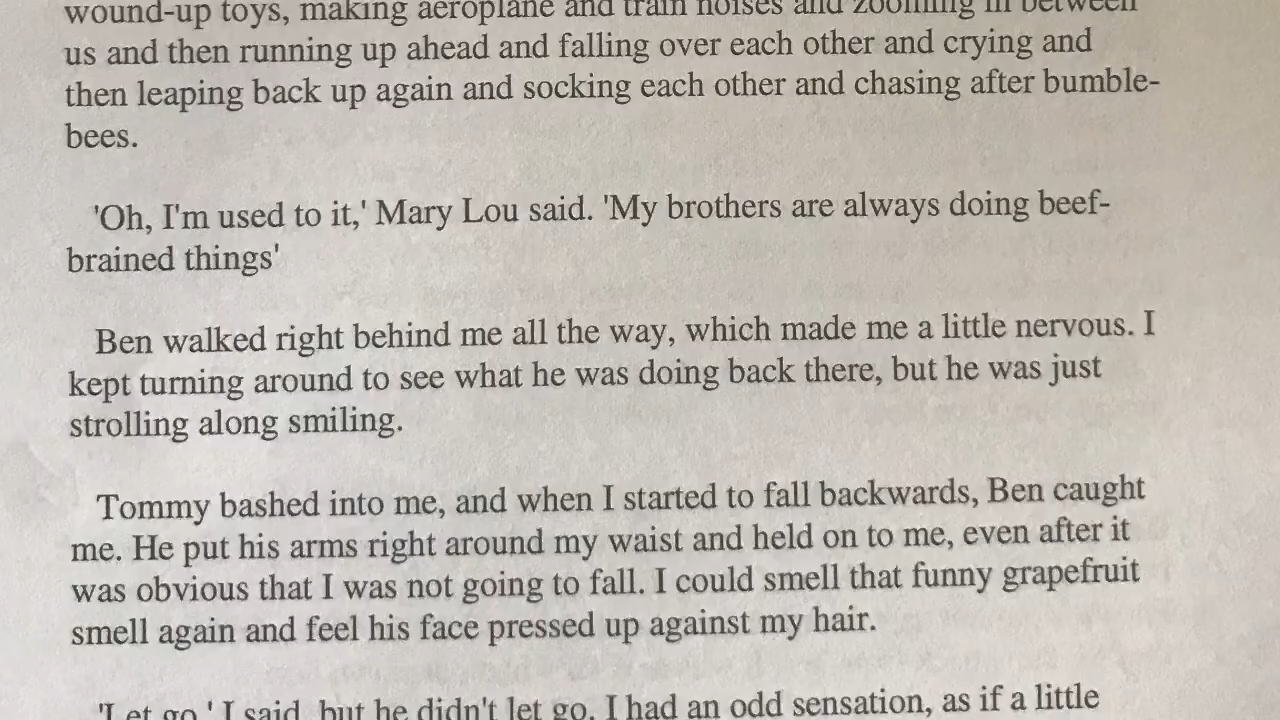 wound-up toys, making aeroplane and train noises and zooming in between
us and then running up ahead and falling over each other and crying and
then leaping back up again and socking each other and chasing after bumble-
bees.
'Oh, I'm used to it,' Mary Lou said. 'My brothers are always doing beef-
brained things'
Ben walked right behind me all the way, which made me a little nervous. I
kept turning around to see what he was doing back there, but he was just
strolling along smiling.
Tommy bashed into me, and when I started to fall backwards, Ben caught
me. He put his arms right around my waist and held on to me, even after it
was obvious that I was not going to fall. I could smell that funny grapefruit
smell again and feel his face pressed up against my hair.
'Let go,' I said, but he didn't let go. I had an odd sensation, as if a little